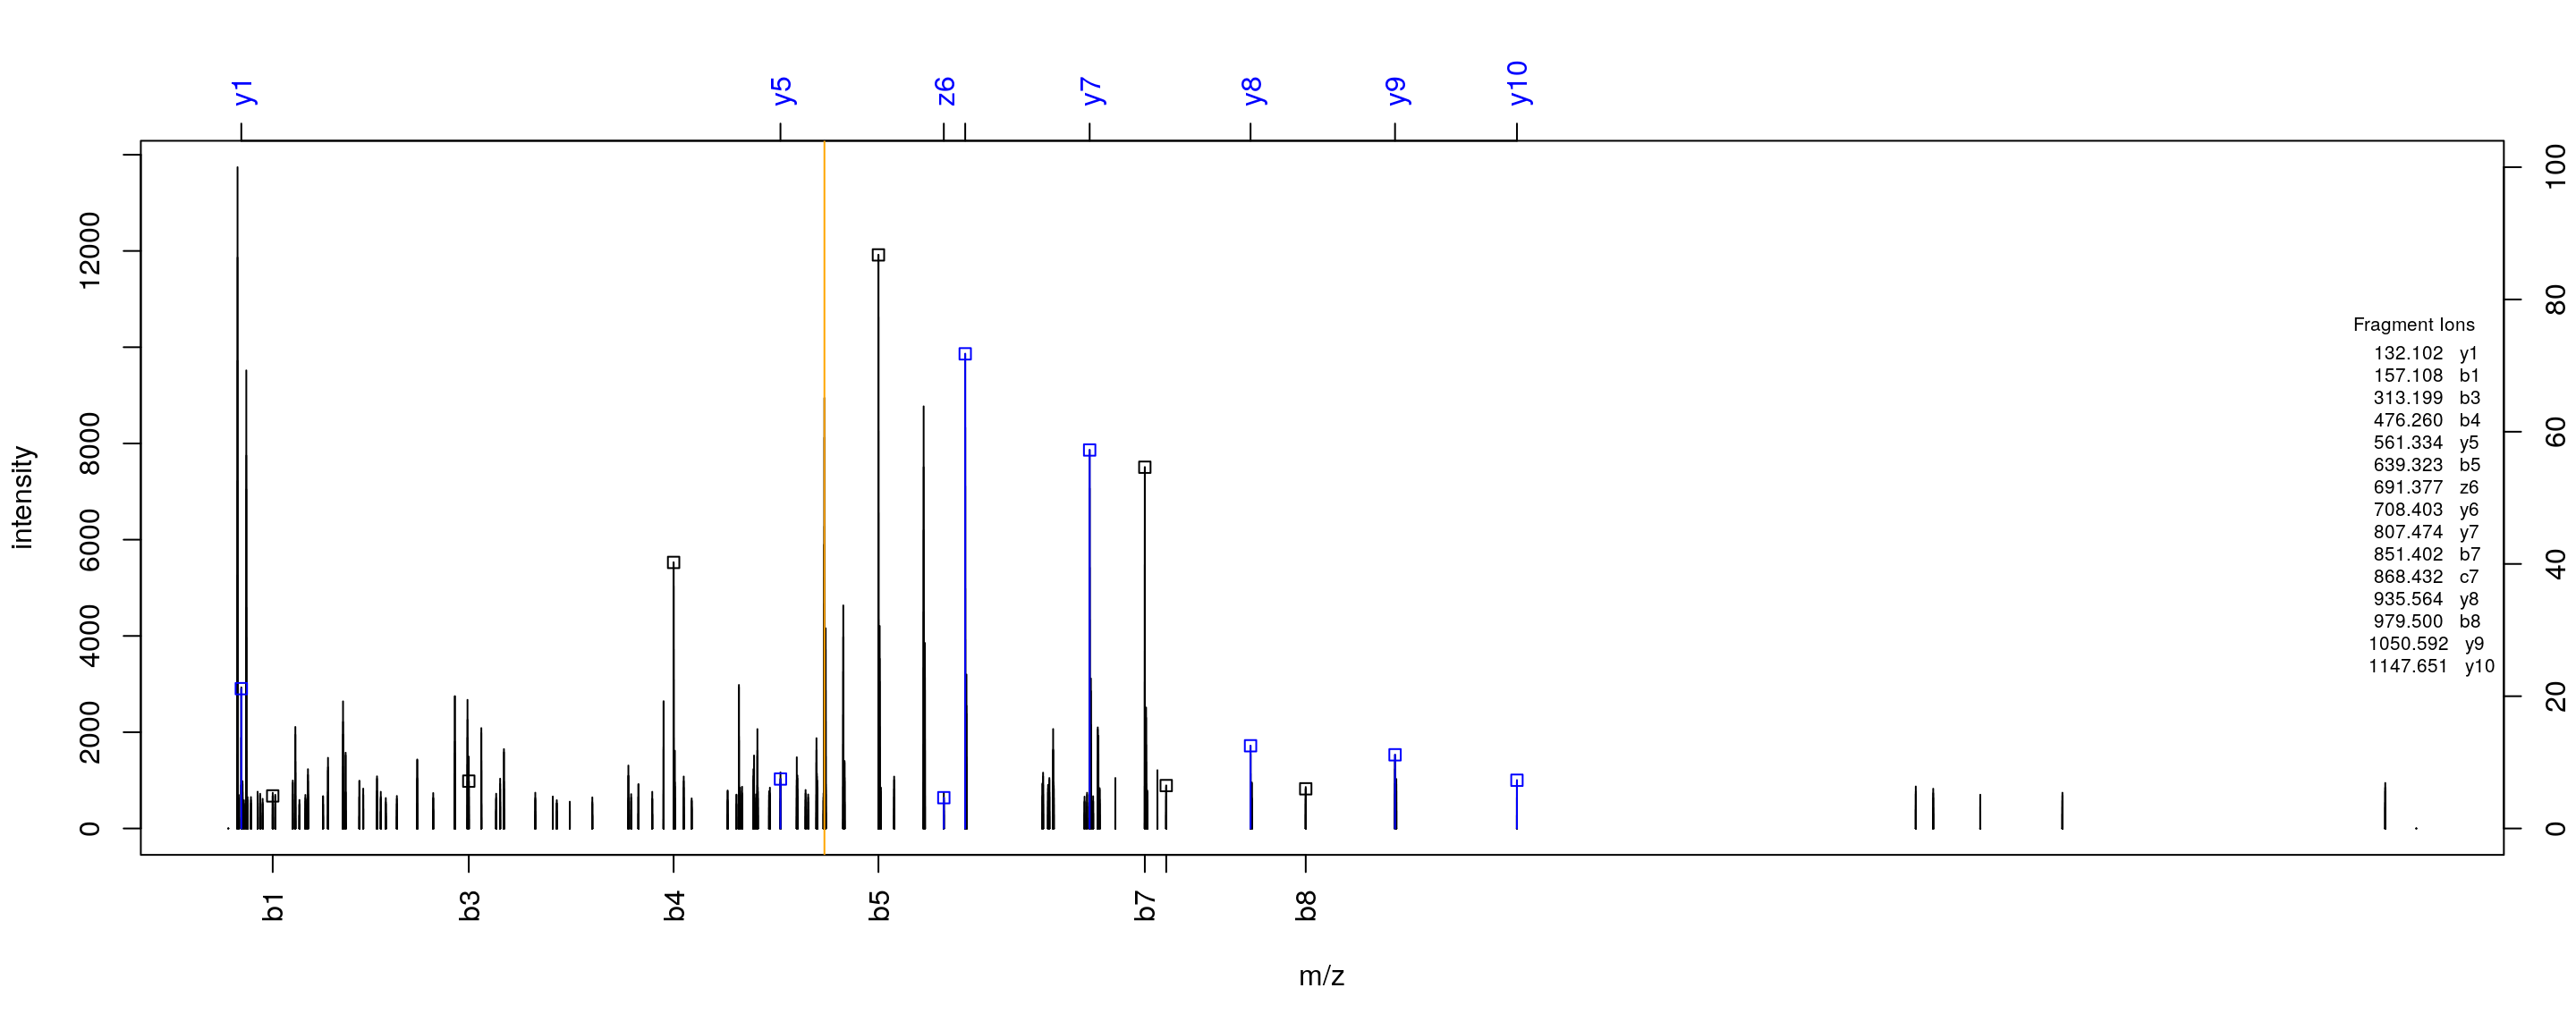 y1 y5 z6 y7 y8 y9 y10
intensity
0 2000 4000 6000 8000 12000
0 20 40 60 80 100
Fragment Ions
132.102 y1
157.108 b1
313.199 b3
476.260 b4
561.334 y5
639.323 b5
691.377 z6
708.403 y6
807.474 y7
851.402 b7
868.432 c7
935.564 y8
979.500 b8
1050.592 y9
1147.651 y10
b1 b3 b4 b5 b7 b8
m/z